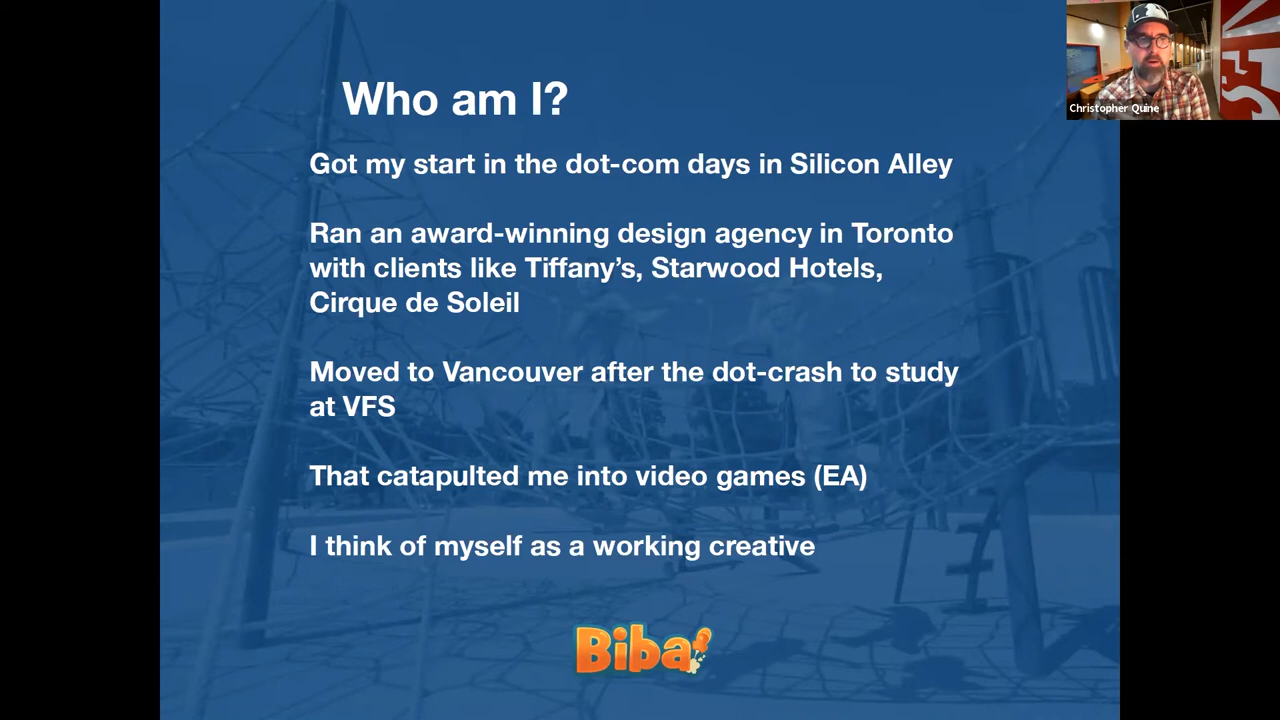 Who am I?
Christopher Quine
Got my start in the dot-com days in Silicon Alley
Ran an award-winning design agency in Toronto
with clients like Tiffany’s, Starwood Hotels,
Cirque de Soleil
Moved to Vancouver after the dot-crash to study
at VFS
That catapulted me into video games (EA)
I think of myself as a working creative
Biba